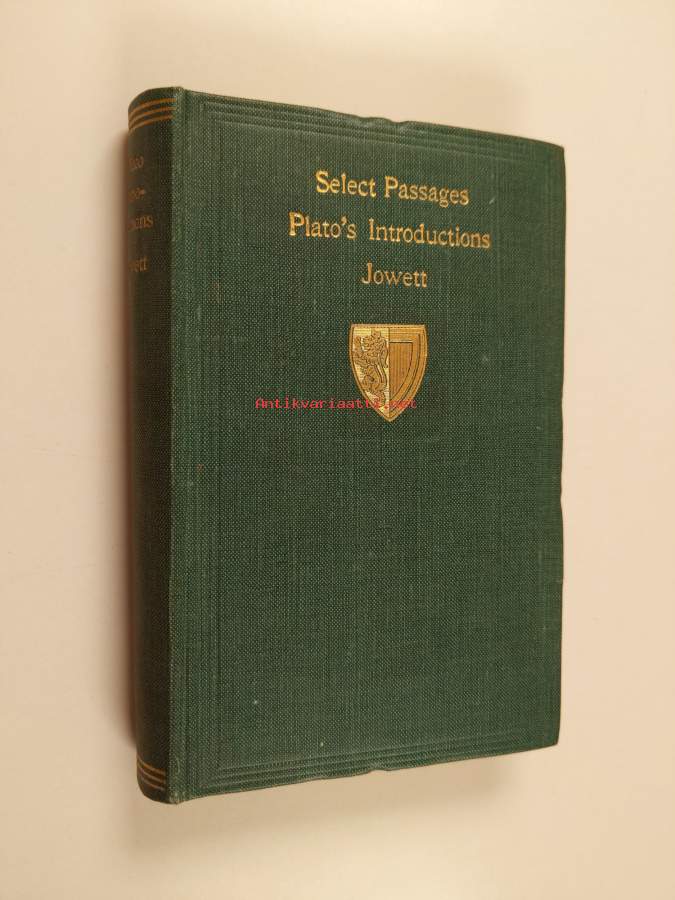 Select Passages
Plato's Introductions
Jowett
Antikvariaatti.net